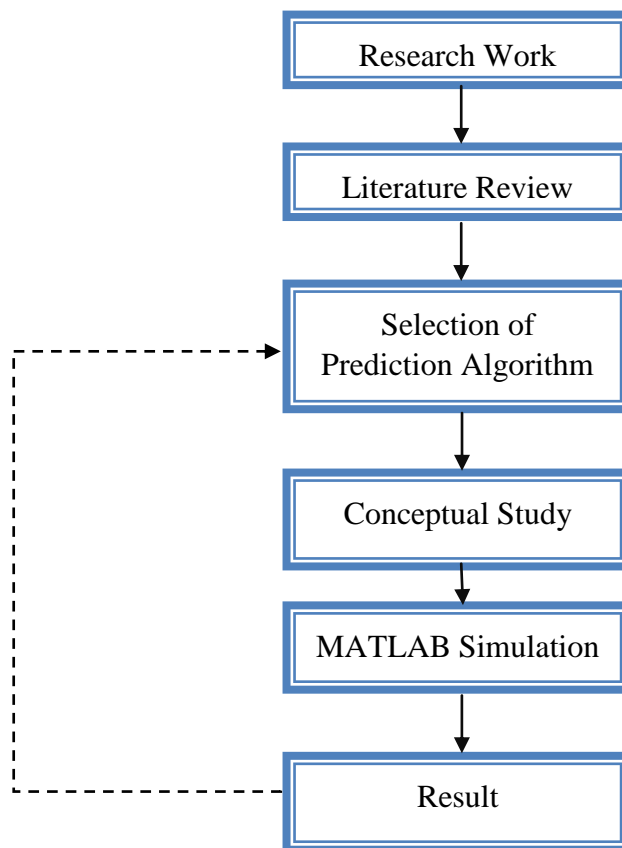 Research Work
Literature Review
Selection of
Prediction Algorithm
Conceptual Study
MATLAB Simulation
Result